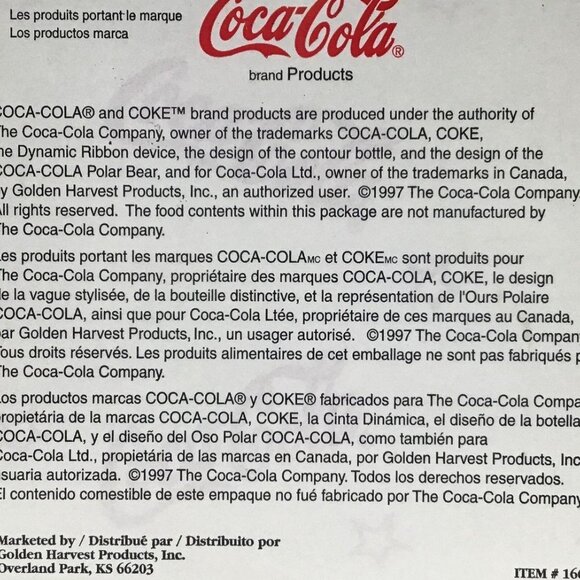 Les produits portant le marque
Los productos marca
Coca-Cola®
brand Products
COCA-COLA® and COKE™ brand products are produced under the authority of
The Coca-Cola Company, owner of the trademarks COCA-COLA, COKE,
the Dynamic Ribbon device, the design of the contour bottle, and the design of the
COCA-COLA Polar Bear, and for Coca-Cola Ltd., owner of the trademarks in Canada,
by Golden Harvest Products, Inc., an authorized user. ©1997 The Coca-Cola Company.
All rights reserved. The food contents within this package are not manufactured by
The Coca-Cola Company.
Les produits portant les marques COCA-COLAMC et COKEMC sont produits pour
The Coca-Cola Company, propriétaire des marques COCA-COLA, COKE, le design
de la vague stylisée, de la bouteille distinctive, et la représentation de l'Ours Polaire
COCA-COLA, ainsi que pour Coca-Cola Ltée, propriétaire de ces marques au Canada,
par Golden Harvest Products, Inc., un usager autorisé. ©1997 The Coca-Cola Company
Tous droits réservés. Les produits alimentaires de cet emballage ne sont pas fabriqués p
The Coca-Cola Company.
Los productos marcas COCA-COLA® y COKE® fabricados para The Coca-Cola Com
propietária de la marcas COCA-COLA, COKE, la Cinta Dinámica, el diseño de la botella
COCA-COLA, y el diseño del Oso Polar COCA-COLA, como también para
Coca-Cola Ltd., propietária de las marcas en Canada, por Golden Harvest Products, Inc
usuaria autorizada. ©1997 The Coca-Cola Company. Todos los derechos reservados.
El contenido comestible de este empaque no fué fabricado por The Coca-Cola Company
Marketed by / Distribué par / Distribuito por
Golden Harvest Products, Inc.
Overland Park, KS 66203
ITEM # 16